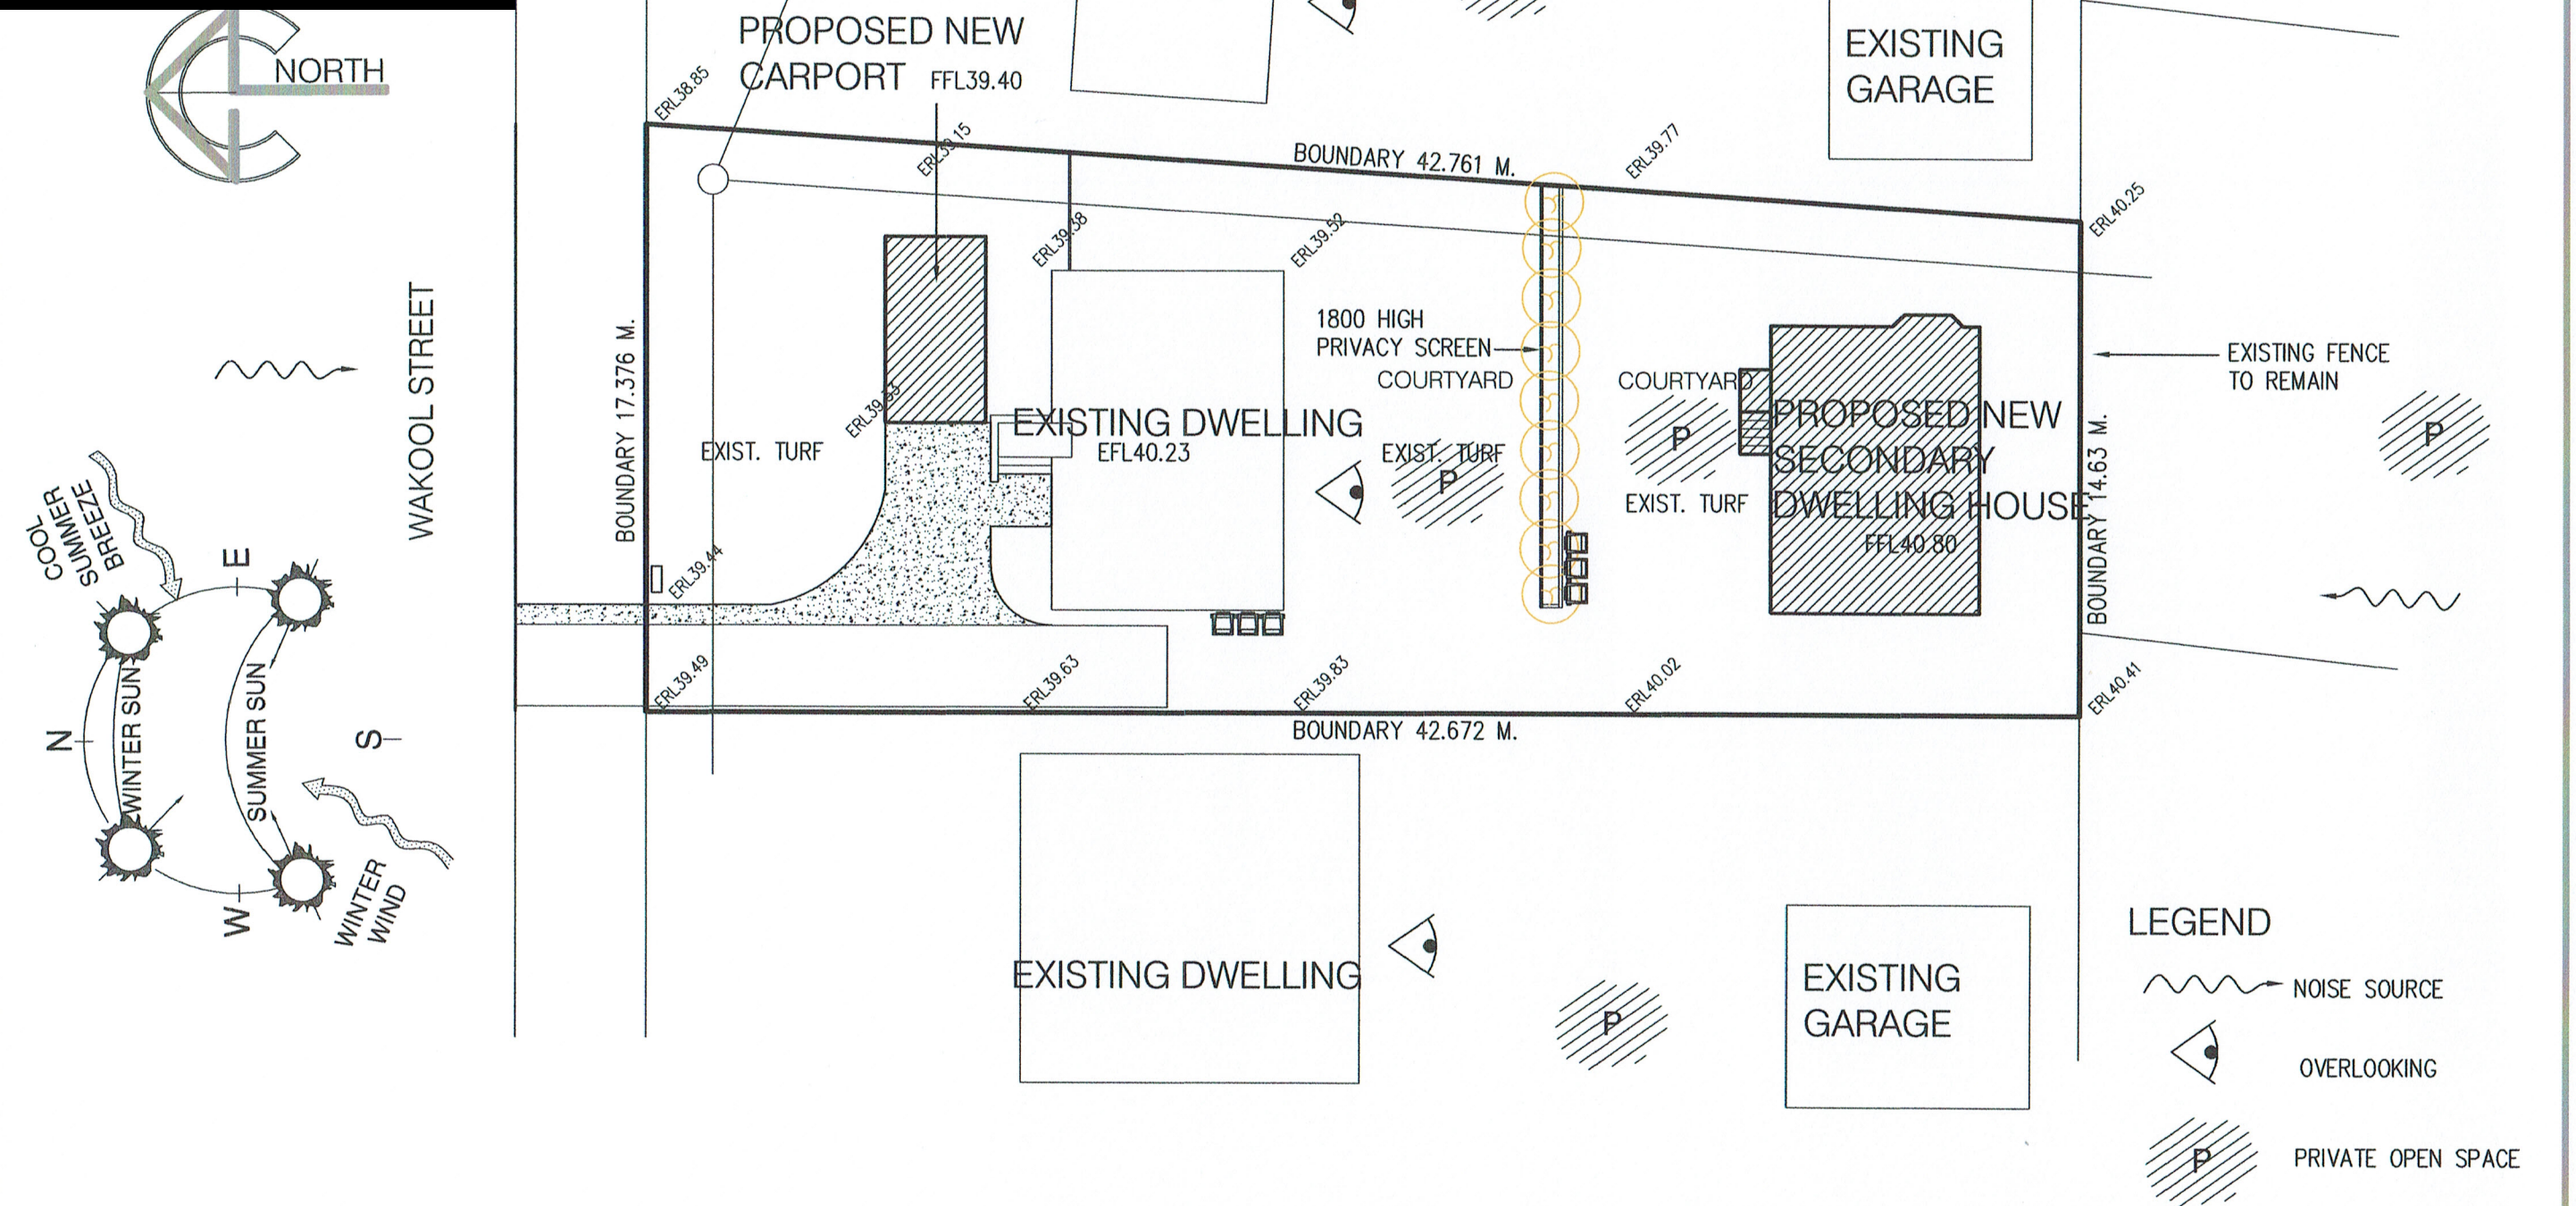 NORTH
PROPOSED NEW
CARPORT FFL39.40
EXISTING
GARAGE
ERL38.85
ERL39.15
BOUNDARY 42.761 M.
ERL39.77
ERL40.25
ERL39.38
ERL39.52
WAKOOL STREET
BOUNDARY 17.376 M.
1800 HIGH
PRIVACY SCREEN
COURTYARD
COURTYARD
EXISTING FENCE
TO REMAIN
ERL39.33
EXISTING DWELLING
EFL40.23
EXIST. TURF
EXIST. TURF
P
P
EXIST. TURF
PROPOSED NEW
SECONDARY
DWELLING HOUSE
FFL40.80
BOUNDARY 14.63 M.
P
COOL
SUMMER
BREEZE
E
N
WINTER SUN
SUMMER SUN
S
W
WINTER
WIND
ERL39.44
ERL39.49
ERL39.63
ERL39.83
ERL40.02
ERL40.41
BOUNDARY 42.672 M.
EXISTING DWELLING
P
EXISTING
GARAGE
LEGEND
NOISE SOURCE
OVERLOOKING
P
PRIVATE OPEN SPACE